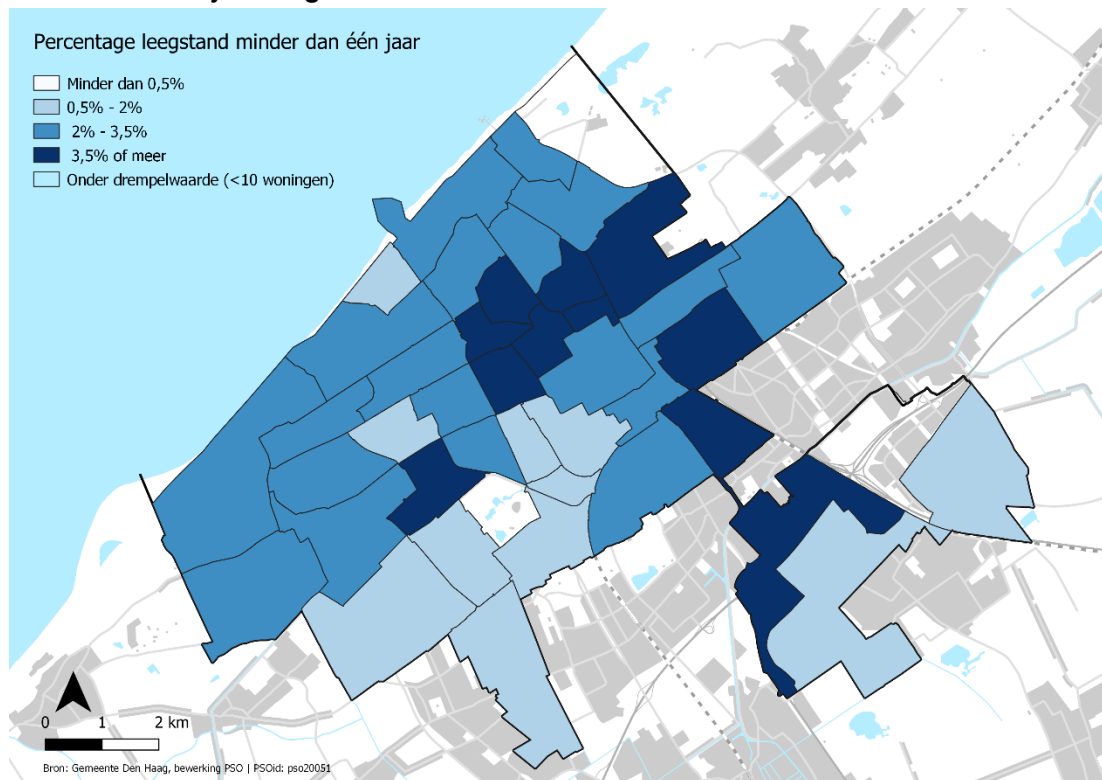 Percentage leegstand minder dan één jaar
Minder dan 0,5%
0,5% - 2%
2% - 3,5%
3,5% of meer
Onder drempelwaarde (<10 woningen)
0 1 2 km
Bron: Gemeente Den Haag, bewerking PSO | PSOid: pso20051